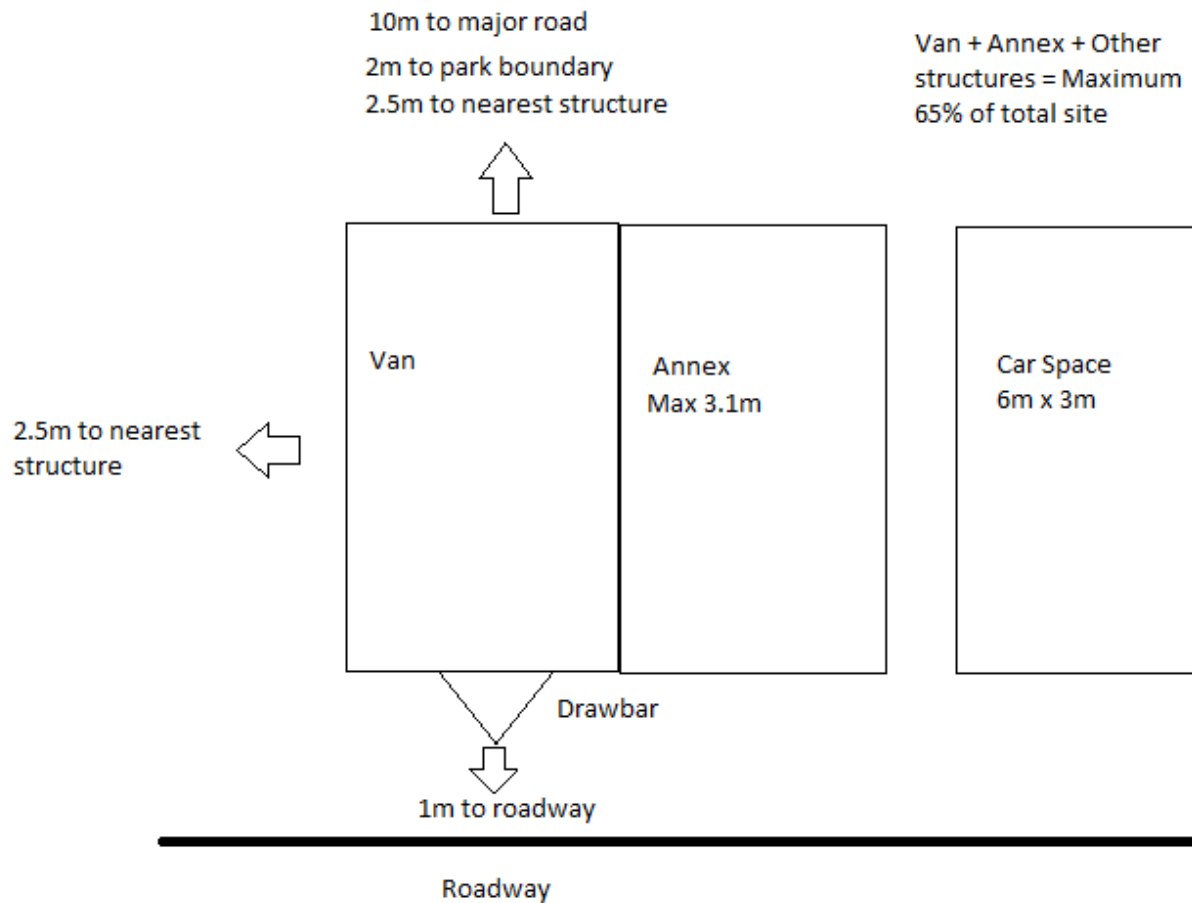 10m to major road
2m to park boundary
2.5m to nearest structure
Van + Annex + Other
structures = Maximum
65% of total site
Van
Annex
Max 3.1m
Car Space
6m x 3m
2.5m to nearest
structure
Drawbar
1m to roadway
Roadway